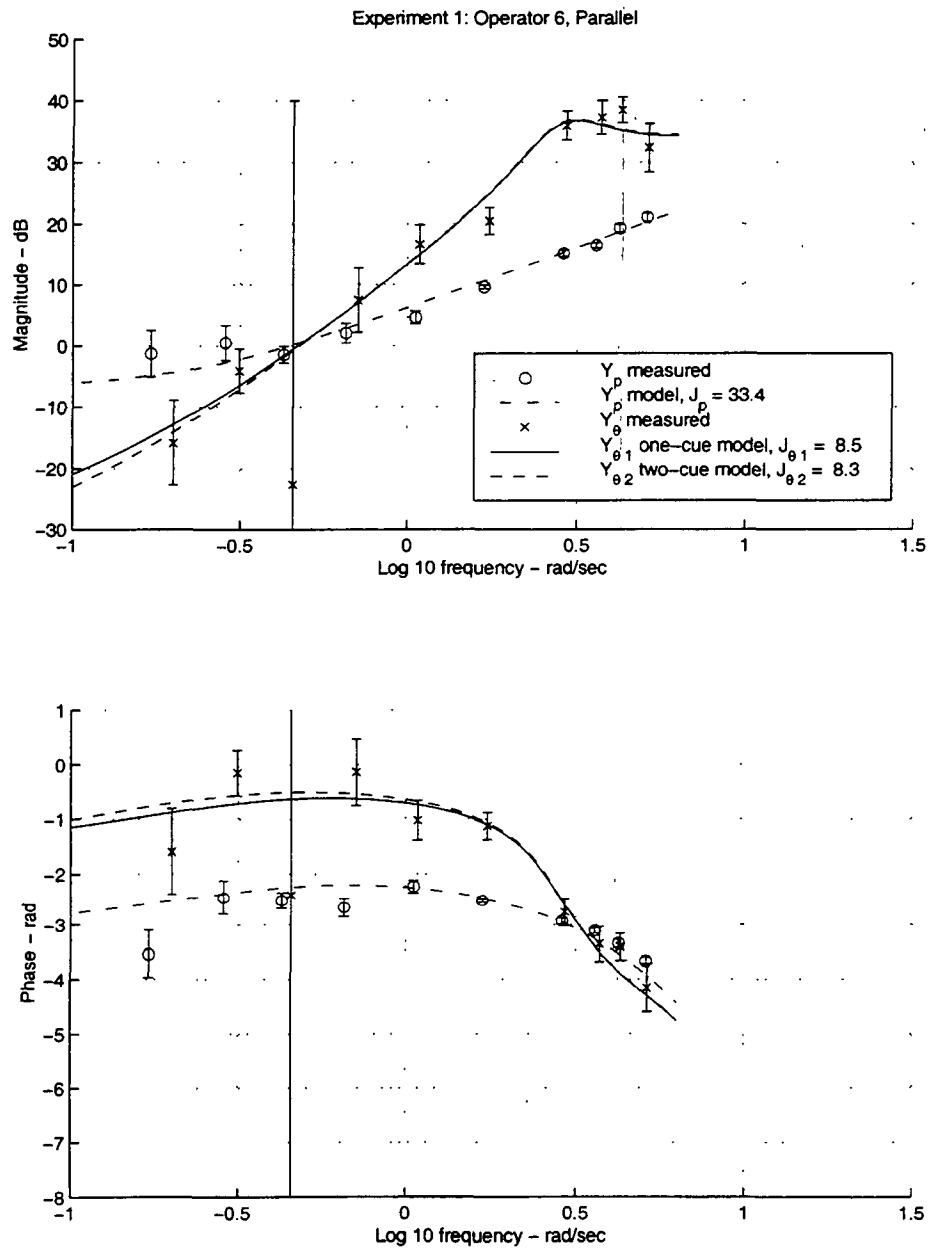 Experiment 1: Operator 6, Parallel
50
40
30
20
10
0
−10
−20
−30
Magnitude − dB
Y_p measured
Y_p model, J_p = 33.4
Y_θ measured
Y_θ1 one−cue model, J_θ1 = 8.5
Y_θ2 two−cue model, J_θ2 = 8.3
−1 −0.5 0 0.5 1 1.5
Log 10 frequency − rad/sec
1
0
−1
−2
−3
−4
−5
−6
−7
−8
Phase − rad
−1 −0.5 0 0.5 1 1.5
Log 10 frequency − rad/sec